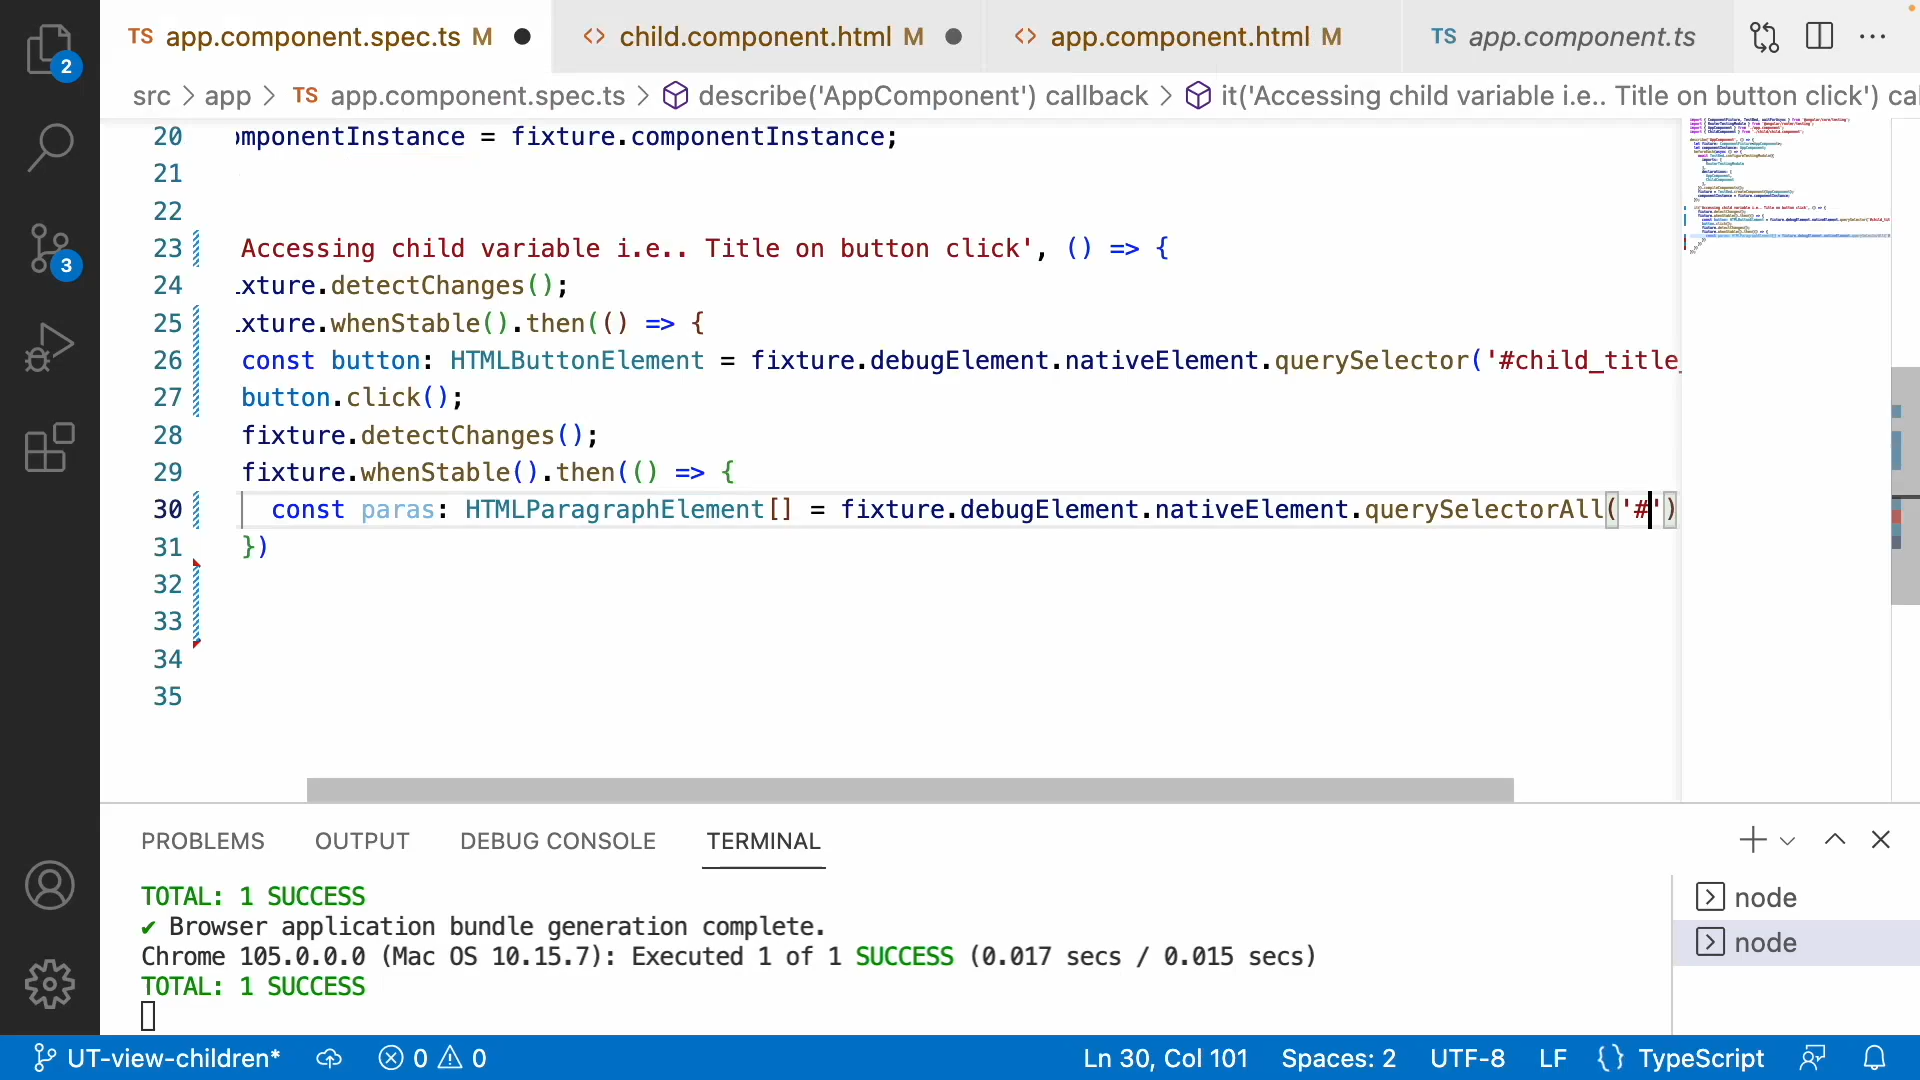 TS app.component.spec.ts M
<> child.component.html M
<> app.component.html M
TS app.component.ts
2
src > app > TS app.component.spec.ts > describe('AppComponent') callback > it('Accessing child variable i.e.. Title on button click') cal
20 omponentInstance = fixture.componentInstance;
21
22
23 Accessing child variable i.e.. Title on button click', () => {
24 xture.detectChanges();
25 xture.whenStable().then(() => {
26 const button: HTMLButtonElement = fixture.debugElement.nativeElement.querySelector('#child_title_
27 button.click();
28 fixture.detectChanges();
29 fixture.whenStable().then(() => {
30 const paras: HTMLParagraphElement[] = fixture.debugElement.nativeElement.querySelectorAll('#')
31 })
32
33
34
35
3
PROBLEMS OUTPUT DEBUG CONSOLE TERMINAL
TOTAL: 1 SUCCESS
✔ Browser application bundle generation complete.
Chrome 105.0.0.0 (Mac OS 10.15.7): Executed 1 of 1 SUCCESS (0.017 secs / 0.015 secs)
TOTAL: 1 SUCCESS
node
node
UT-view-children* 0 0 Ln 30, Col 101 Spaces: 2 UTF-8 LF {} TypeScript